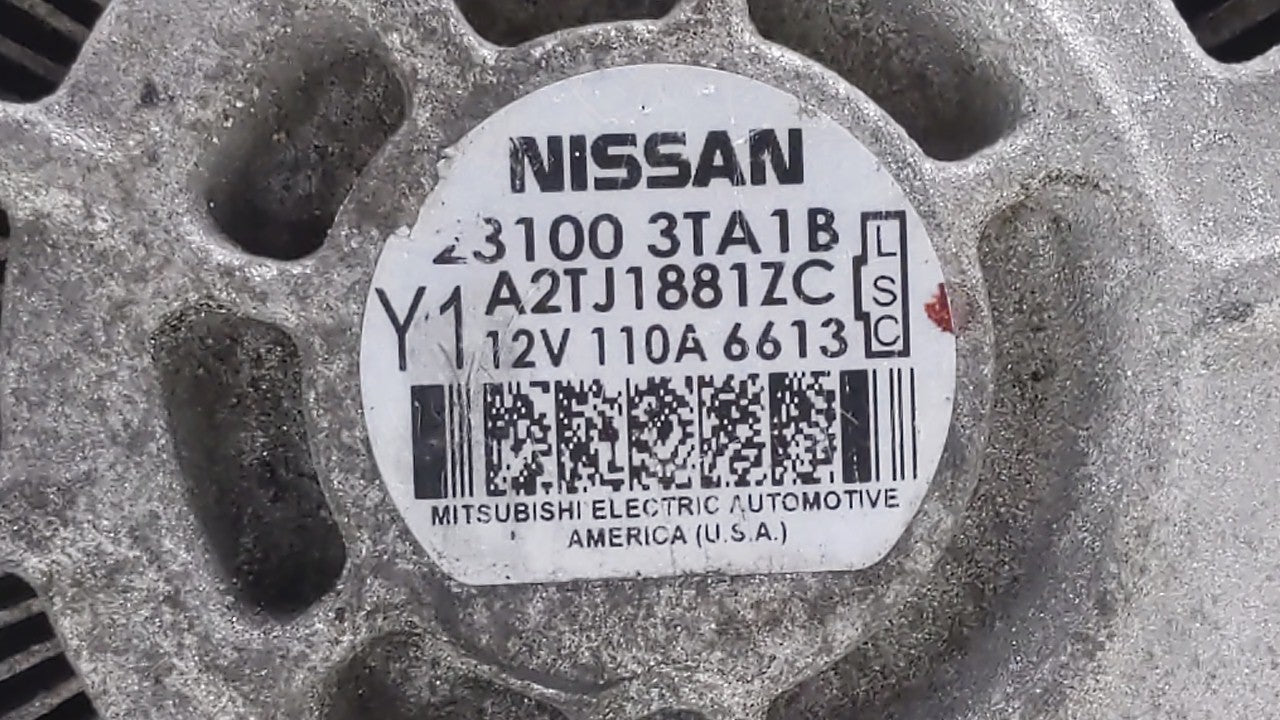 NISSAN
23100 3TA1B
A2TJ1881ZC
Y1
12V 110A 6613
L
S
C
MITSUBISHI ELECTRIC AUTOMOTIVE
AMERICA (U.S.A.)